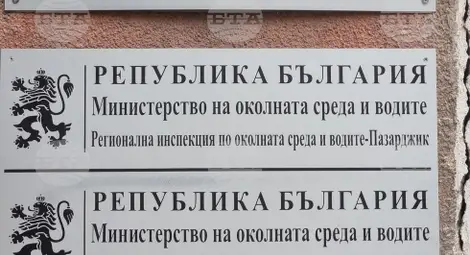 БТА
РЕПУБЛИКА БЪЛГАРИЯ
Министерство на околната среда и водите
Регионална инспекция по околната среда и водите-Пазарджик
РЕПУБЛИКА БЪЛГАРИЯ
Министерство на околната среда и водите